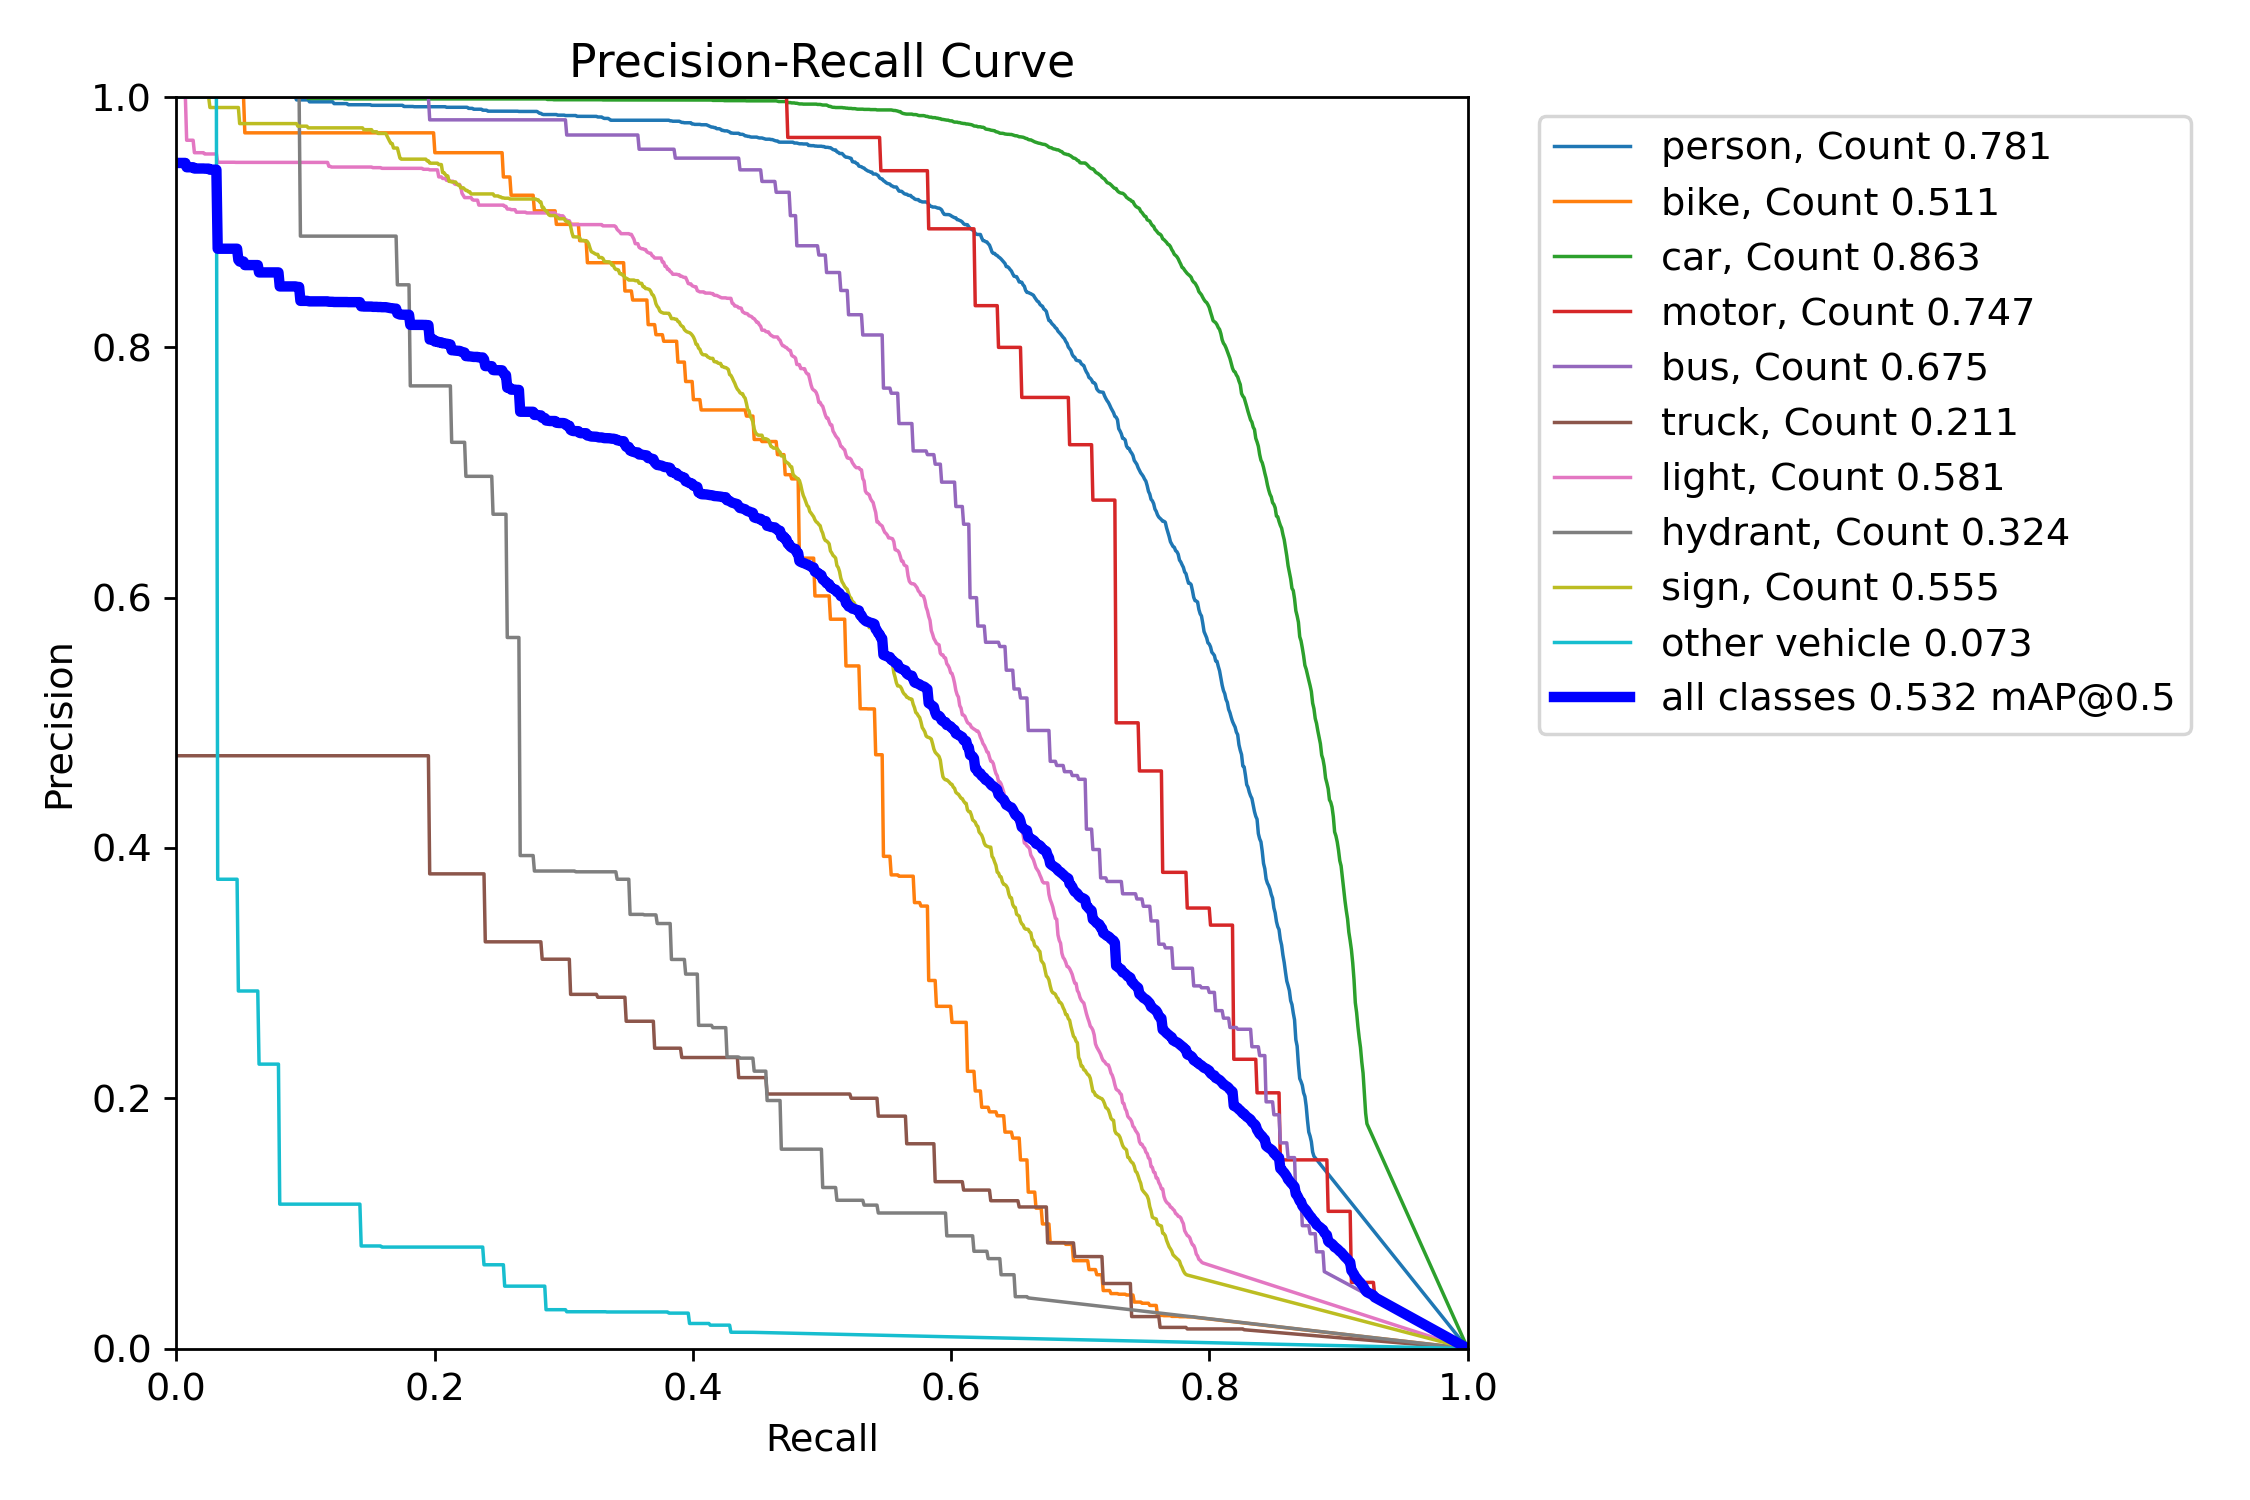 Precision-Recall Curve
1.0
0.8
0.6
0.4
0.2
0.0
Precision
0.0 0.2 0.4 0.6 0.8 1.0
Recall
person, Count 0.781
bike, Count 0.511
car, Count 0.863
motor, Count 0.747
bus, Count 0.675
truck, Count 0.211
light, Count 0.581
hydrant, Count 0.324
sign, Count 0.555
other vehicle 0.073
all classes 0.532 mAP@0.5